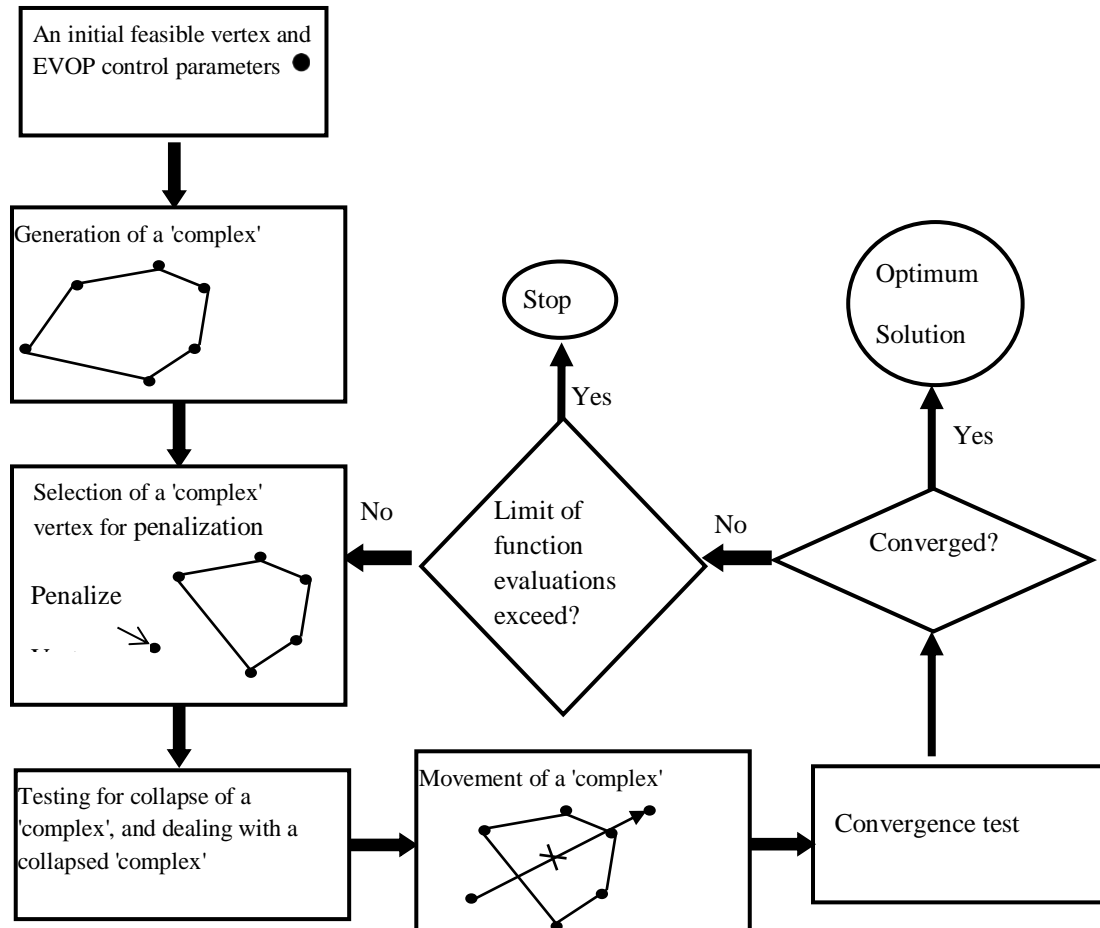 An initial feasible vertex and
EVOP control parameters
Generation of a 'complex'
Selection of a 'complex'
vertex for penalization
Penalize
Testing for collapse of a
'complex', and dealing with a
collapsed 'complex'
Movement of a 'complex'
Convergence test
Converged?
Yes
Optimum
Solution
No
Limit of
function
evaluations
exceed?
Yes
Stop
No